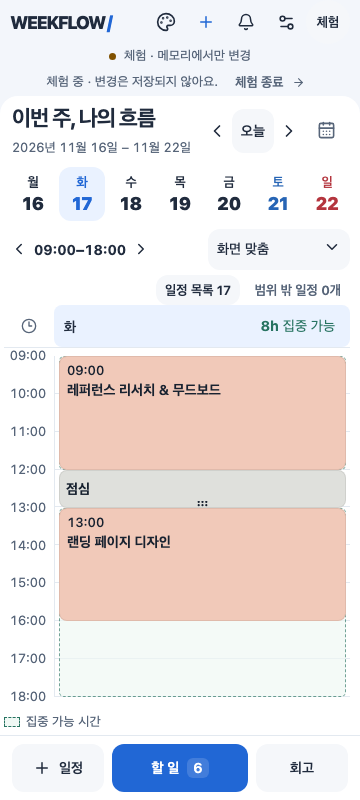 WEEKFLOW/
체험
체험 · 메모리에서만 변경
체험 중 · 변경은 저장되지 않아요. 체험 종료 →
이번 주, 나의 흐름
2026년 11월 16일 – 11월 22일
오늘
월 화 수 목 금 토 일
16 17 18 19 20 21 22
09:00–18:00
화면 맞춤
일정 목록 17 범위 밖 일정 0개
화 8h 집중 가능
09:00
09:00
레퍼런스 리서치 & 무드보드
10:00
11:00
12:00
점심
13:00
13:00
랜딩 페이지 디자인
14:00
15:00
16:00
17:00
18:00
집중 가능 시간
+ 일정
할 일 6
회고